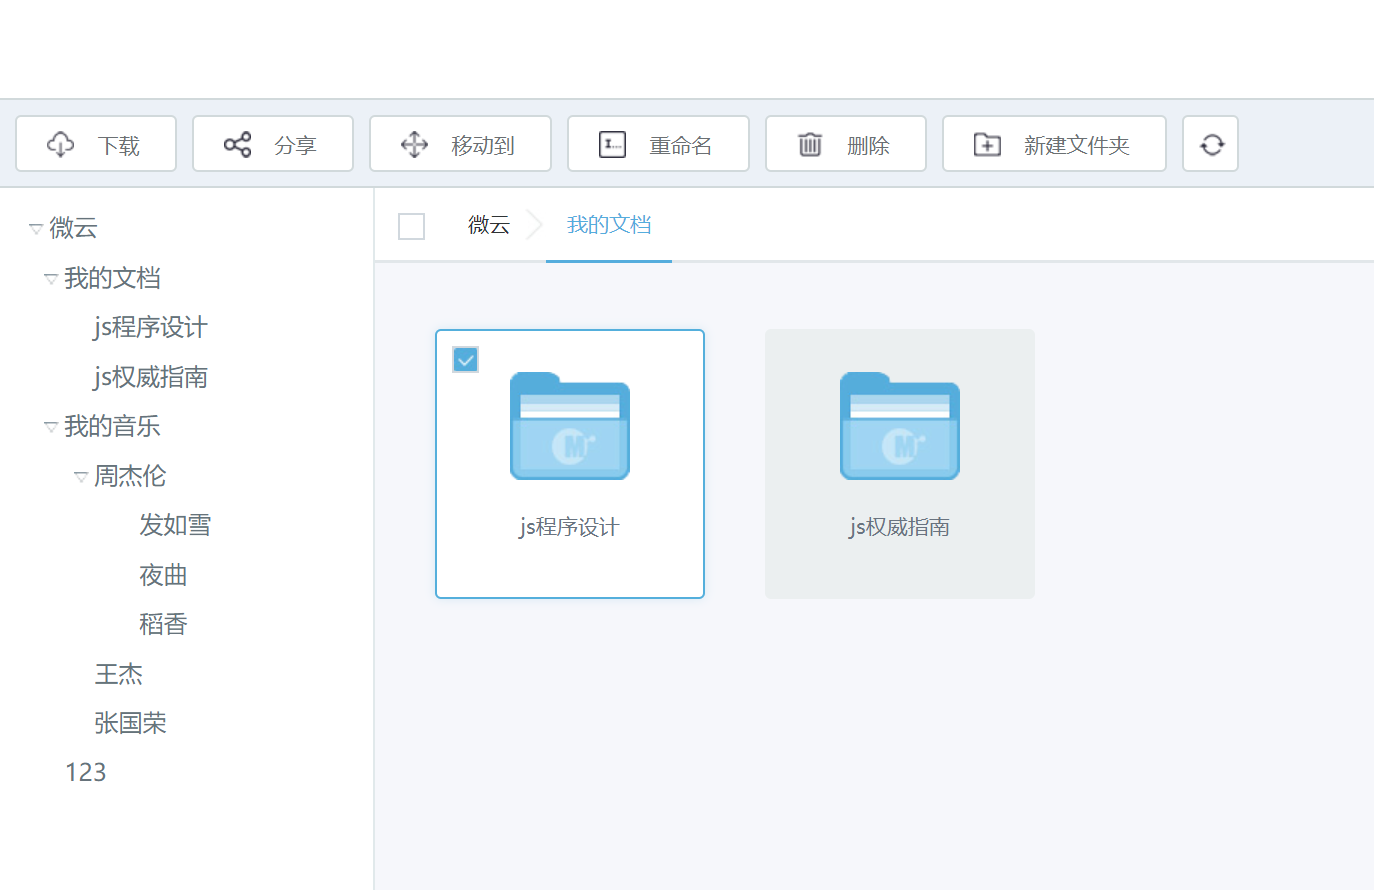 下载 分享 移动到 重命名 删除 新建文件夹
微云
我的文档
js程序设计
js权威指南
我的音乐
周杰伦
发如雪
夜曲
稻香
王杰
张国荣
123
微云 我的文档
js程序设计 js权威指南